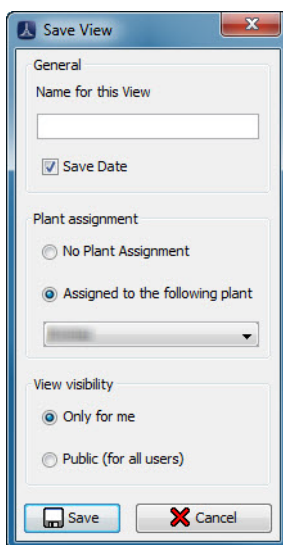 Save View
General
Name for this View
Save Date
Plant assignment
No Plant Assignment
Assigned to the following plant
View visibility
Only for me
Public (for all users)
Save
Cancel